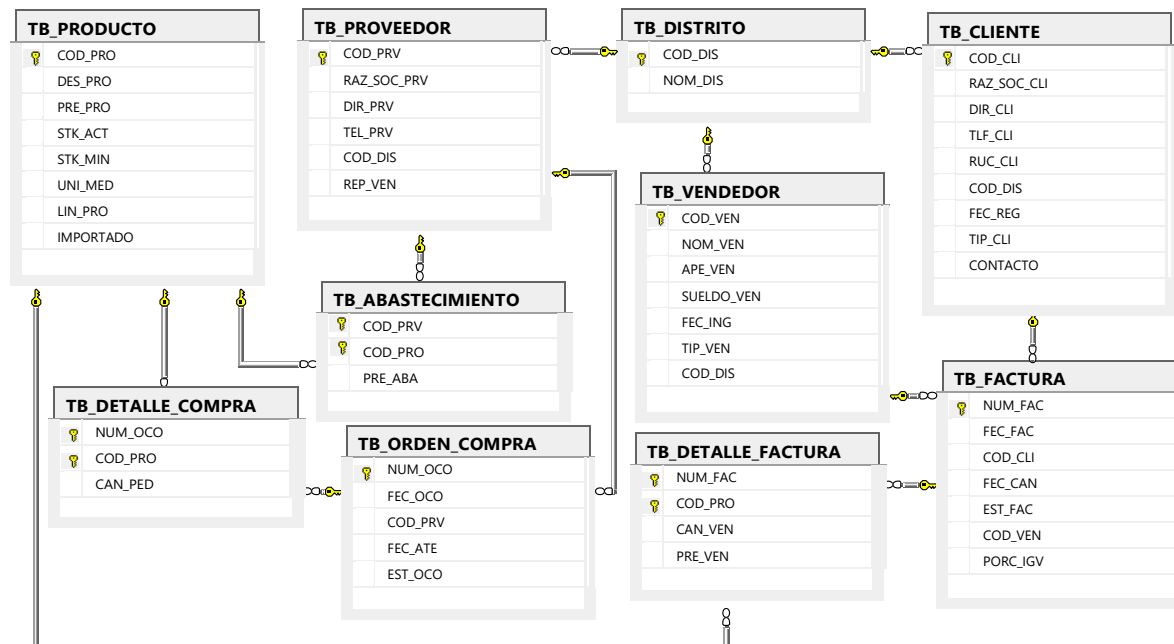 TB_PRODUCTO
COD_PRO
DES_PRO
PRE_PRO
STK_ACT
STK_MIN
UNI_MED
LIN_PRO
IMPORTADO
TB_PROVEEDOR
COD_PRV
RAZ_SOC_PRV
DIR_PRV
TEL_PRV
COD_DIS
REP_VEN
TB_DISTRITO
COD_DIS
NOM_DIS
TB_CLIENTE
COD_CLI
RAZ_SOC_CLI
DIR_CLI
TLF_CLI
RUC_CLI
COD_DIS
FEC_REG
TIP_CLI
CONTACTO
TB_VENDEDOR
COD_VEN
NOM_VEN
APE_VEN
SUELDO_VEN
FEC_ING
TIP_VEN
COD_DIS
TB_ABASTECIMIENTO
COD_PRV
COD_PRO
PRE_ABA
TB_DETALLE_COMPRA
NUM_OCO
COD_PRO
CAN_PED
TB_ORDEN_COMPRA
NUM_OCO
FEC_OCO
COD_PRV
FEC_ATE
EST_OCO
TB_DETALLE_FACTURA
NUM_FAC
COD_PRO
CAN_VEN
PRE_VEN
TB_FACTURA
NUM_FAC
FEC_FAC
COD_CLI
FEC_CAN
EST_FAC
COD_VEN
PORC_IGV